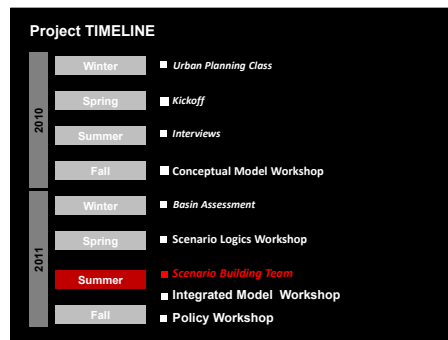 Project TIMELINE
2010
Winter Urban Planning Class
Spring Kickoff
Summer Interviews
Fall Conceptual Model Workshop
2011
Winter Basin Assessment
Spring Scenario Logics Workshop
Summer Scenario Building Team
Integrated Model Workshop
Fall Policy Workshop